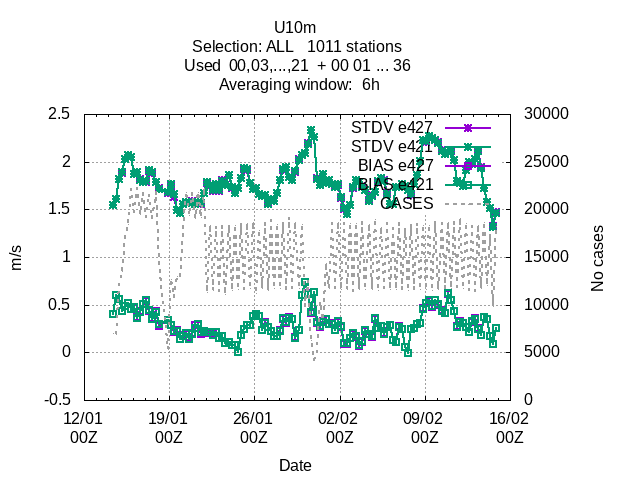 U10m
Selection: ALL   1011 stations
Used  00,03,...,21  + 00 01 ... 36
Averaging window:  6h
2.5
2
1.5
1
0.5
0
-0.5
m/s
30000
25000
20000
15000
10000
5000
0
No cases
STDV e427
STDV e421
BIAS e427
BIAS e421
CASES
12/01 19/01 26/01 02/02 09/02 16/02
00Z 00Z 00Z 00Z 00Z 00Z
Date